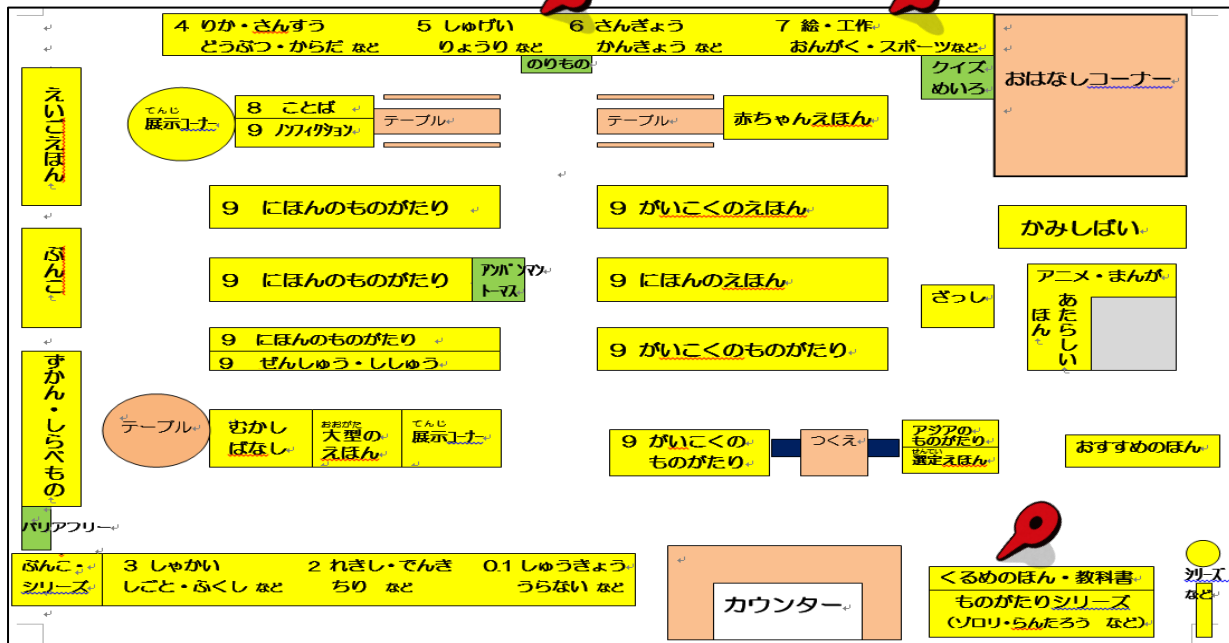 4 りか・さんすう
どうぶつ・からだ など
5 しゅげい
りょうり など
6 さんぎょう
かんきょう など
7 絵・工作
おんがく・スポーツなど
のりもの
クイズ
めいろ
おはなしコーナー
えいごえほん
てんじ
展示コーナー
8 ことば
9 ノンフィクション
テーブル
テーブル
赤ちゃんえほん
9 にほんのものがたり
9 がいこくのえほん
かみしばい
ぶんこ
9 にほんのものがたり
アンパンマン
トーマス
9 にほんのえほん
ざっし
アニメ・まんが
あたらしい
ほん
9 にほんのものがたり
9 ぜんしゅう・ししゅう
9 がいこくのものがたり
ずかん・しらべもの
テーブル
むかし
ばなし
おおがた
大型の
えほん
てんじ
展示コーナー
9 がいこくの
ものがたり
つくえ
アジアの
ものがたり
せんてい
選定えほん
おすすめのほん
バリアフリー
ぶんこ・
シリーズ
3 しゃかい
しごと・ふくし など
2 れきし・でんき
ちり など
0.1 しゅうきょう
うらない など
カウンター
くるめのほん・教科書
ものがたりシリーズ
(ゾロリ・らんたろう など)
シリーズ
など